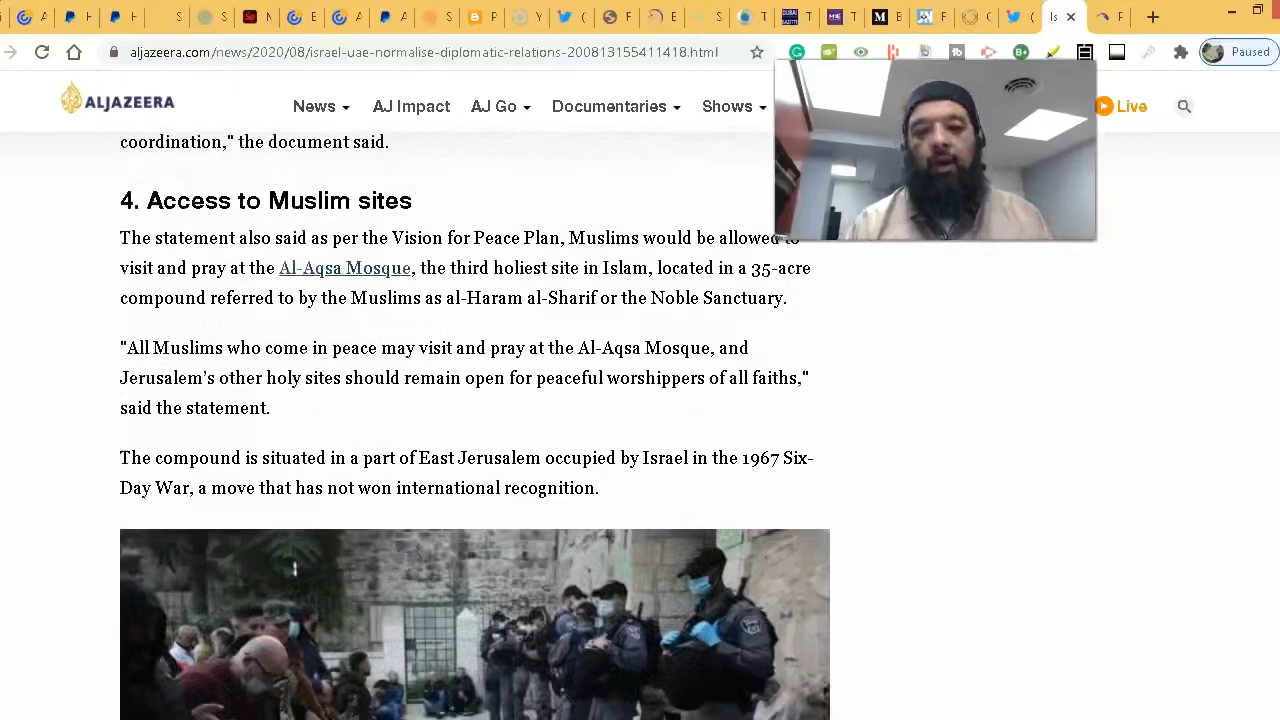 Is
Paused
aljazeera.com/news/2020/08/israel-uae-normalise-diplomatic-relations-200813155411418.html
ALJAZEERA
News
AJ Impact
AJ Go
Documentaries
Shows
Live
coordination," the document said.
4. Access to Muslim sites
The statement also said as per the Vision for Peace Plan, Muslims would be allowed to
visit and pray at the Al-Aqsa Mosque, the third holiest site in Islam, located in a 35-acre
compound referred to by the Muslims as al-Haram al-Sharif or the Noble Sanctuary.
"All Muslims who come in peace may visit and pray at the Al-Aqsa Mosque, and
Jerusalem's other holy sites should remain open for peaceful worshippers of all faiths,"
said the statement.
The compound is situated in a part of East Jerusalem occupied by Israel in the 1967 Six-
Day War, a move that has not won international recognition.